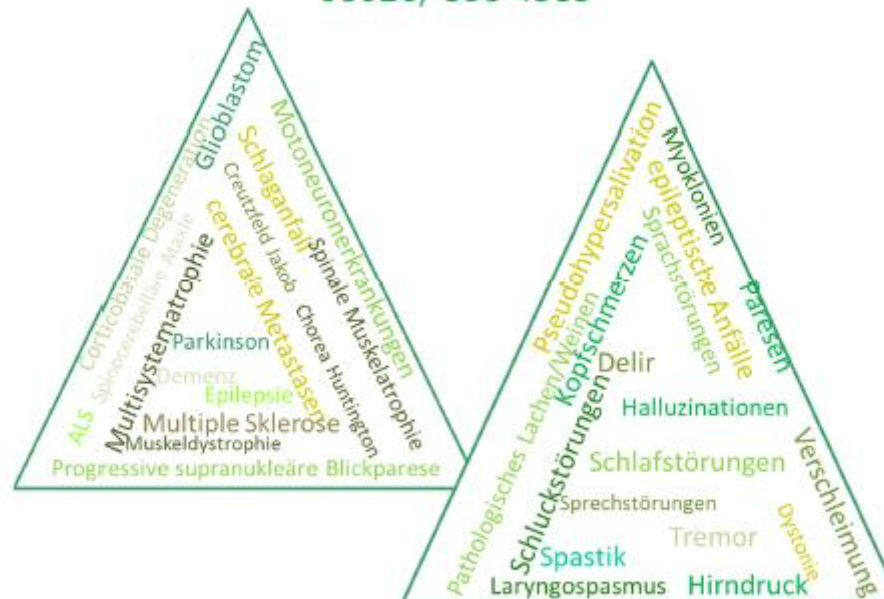 Glioblastom
Motoneuronerkrankungen
Corticobasale Degeneration
Schlaganfall
Creutzfeld Jakob
Spinocerebelläre Ataxie
cerebrale Metastasen
Spinale Muskelatrophie
Multisystematrophie
Chorea Huntington
Parkinson
Demenz
Epilepsie
ALS
Multiple Sklerose
Muskeldystrophie
Progressive supranukleäre Blickparese
Pseudohypersalivation
Myoklonien
epileptische Anfälle
Sprachstörungen
Kopfschmerzen
Paresen
Pathologisches Lachen/Weinen
Delir
Halluzinationen
Schluckstörungen
Schlafstörungen
Verschleimung
Sprechstörungen
Dystonie
Tremor
Spastik
Laryngospasmus
Hirndruck